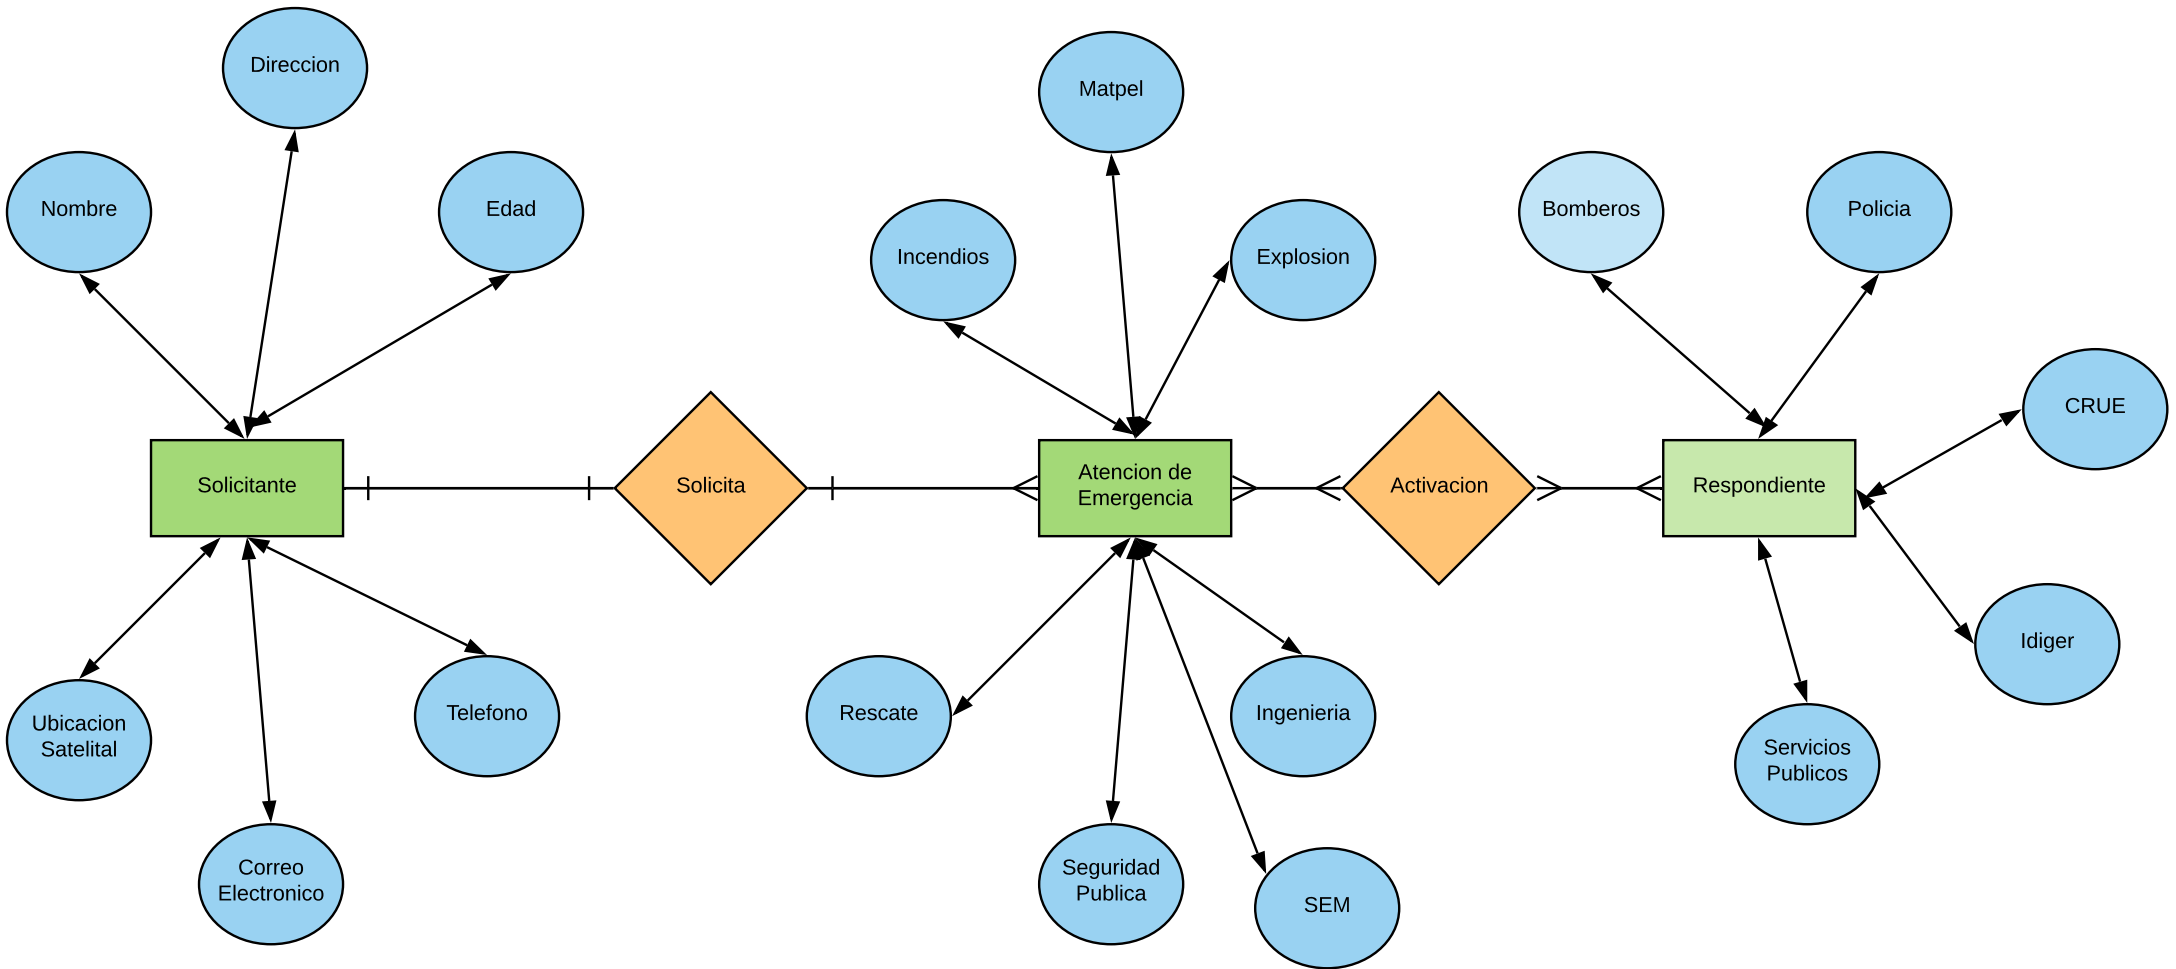 Direccion
Nombre
Edad
Solicitante
Ubicacion
Satelital
Telefono
Correo
Electronico
Solicita
Matpel
Incendios
Explosion
Atencion de
Emergencia
Rescate
Ingenieria
Seguridad
Publica
SEM
Activacion
Bomberos
Policia
CRUE
Respondiente
Idiger
Servicios
Publicos